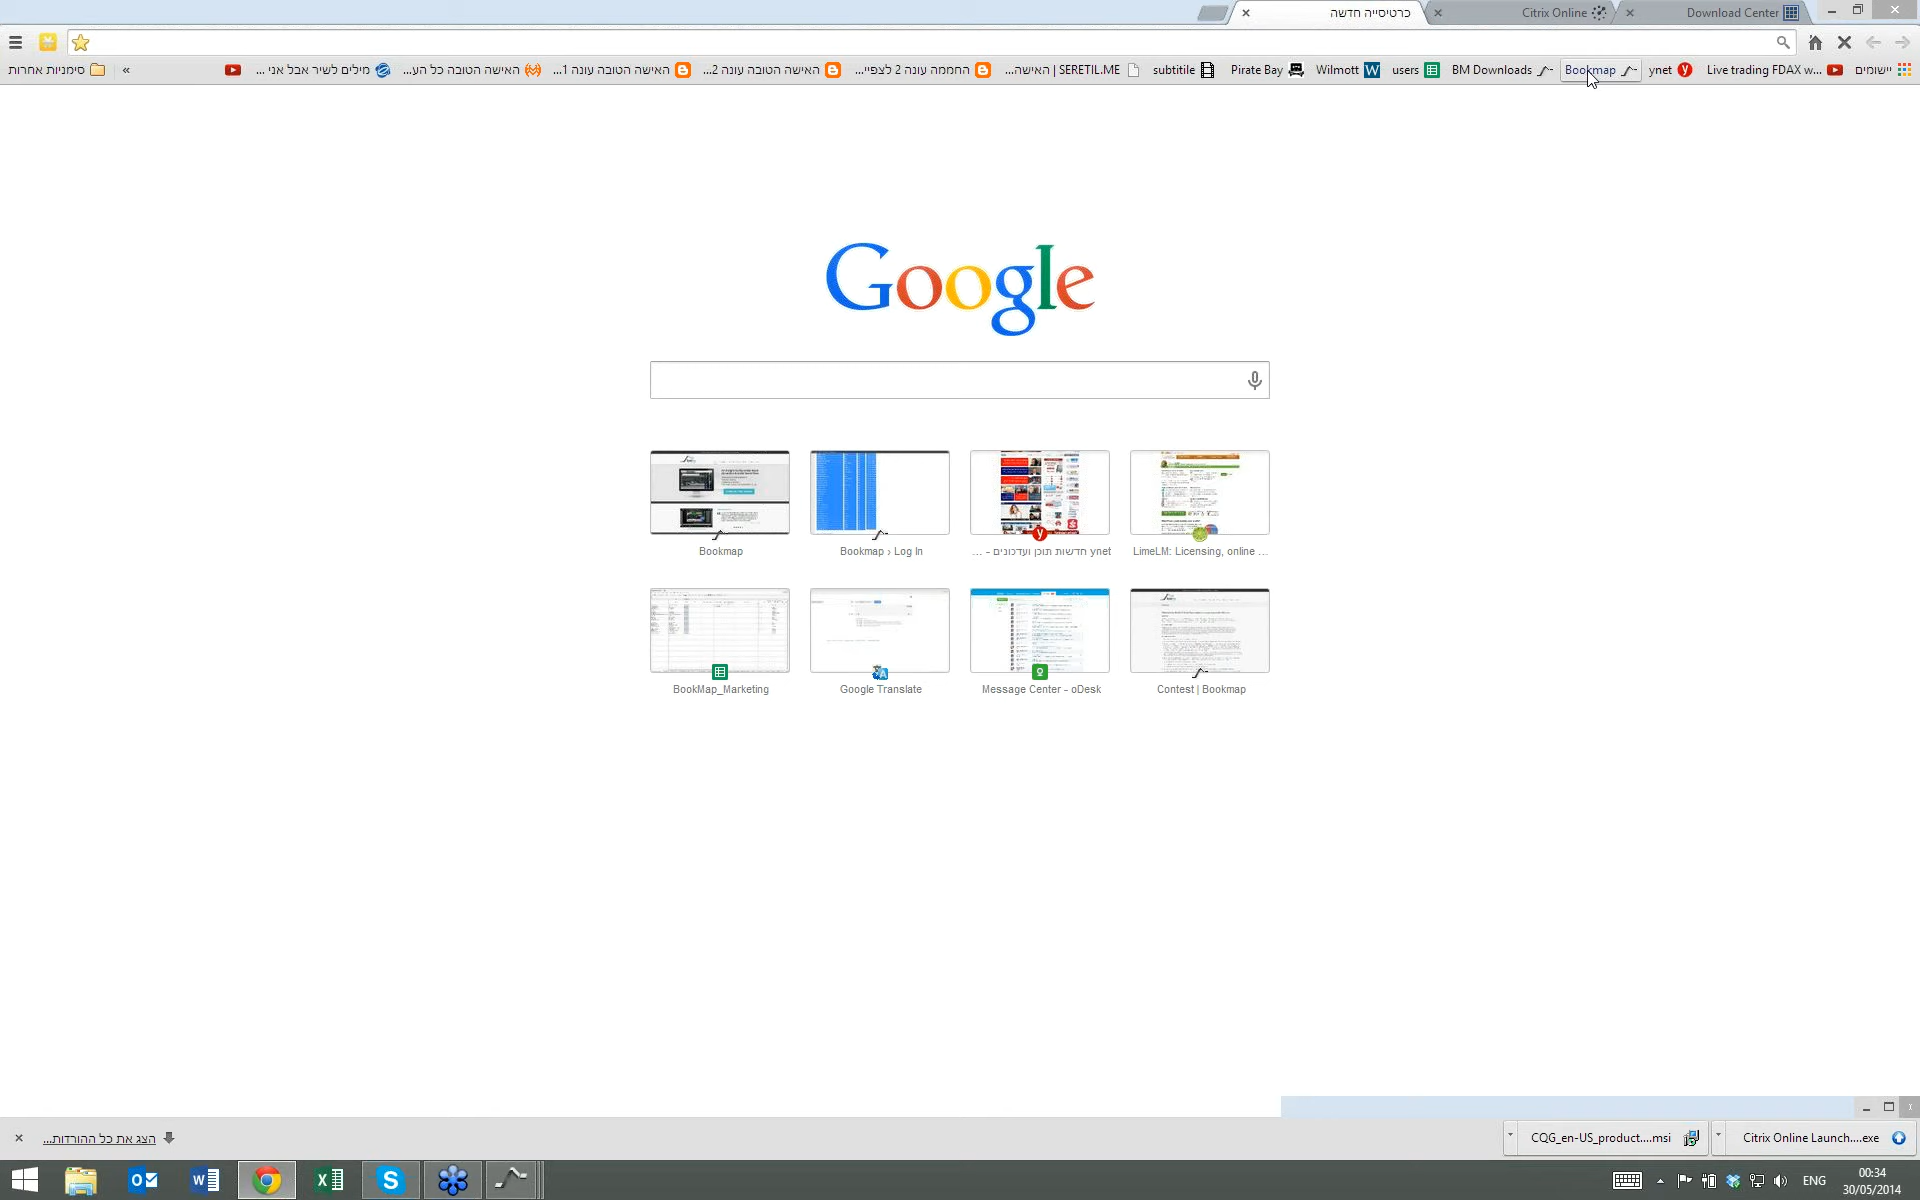 כרטיסייה חדשה
Citrix Online
Download Center
סימניות אחרות
»
מילים לשיר אבל אני ...
האישה הטובה כל הע...
האישה הטובה עונה 1...
האישה הטובה עונה 2...
החממה עונה 2 לצפיי...
SERETIL.ME | האישה...
subtitile
Pirate Bay
Wilmott
users
BM Downloads
Bookmap
ynet
Live trading FDAX w...
יישומים
Google
Bookmap
Bookmap › Log In
ynet חדשות תוכן ועדכונים - ...
LimeLM: Licensing, online ...
BookMap_Marketing
Google Translate
Message Center - oDesk
Contest | Bookmap
הצג את כל ההורדות...
CQG_en-US_product....msi
Citrix Online Launch....exe
ENG
00:34
30/05/2014